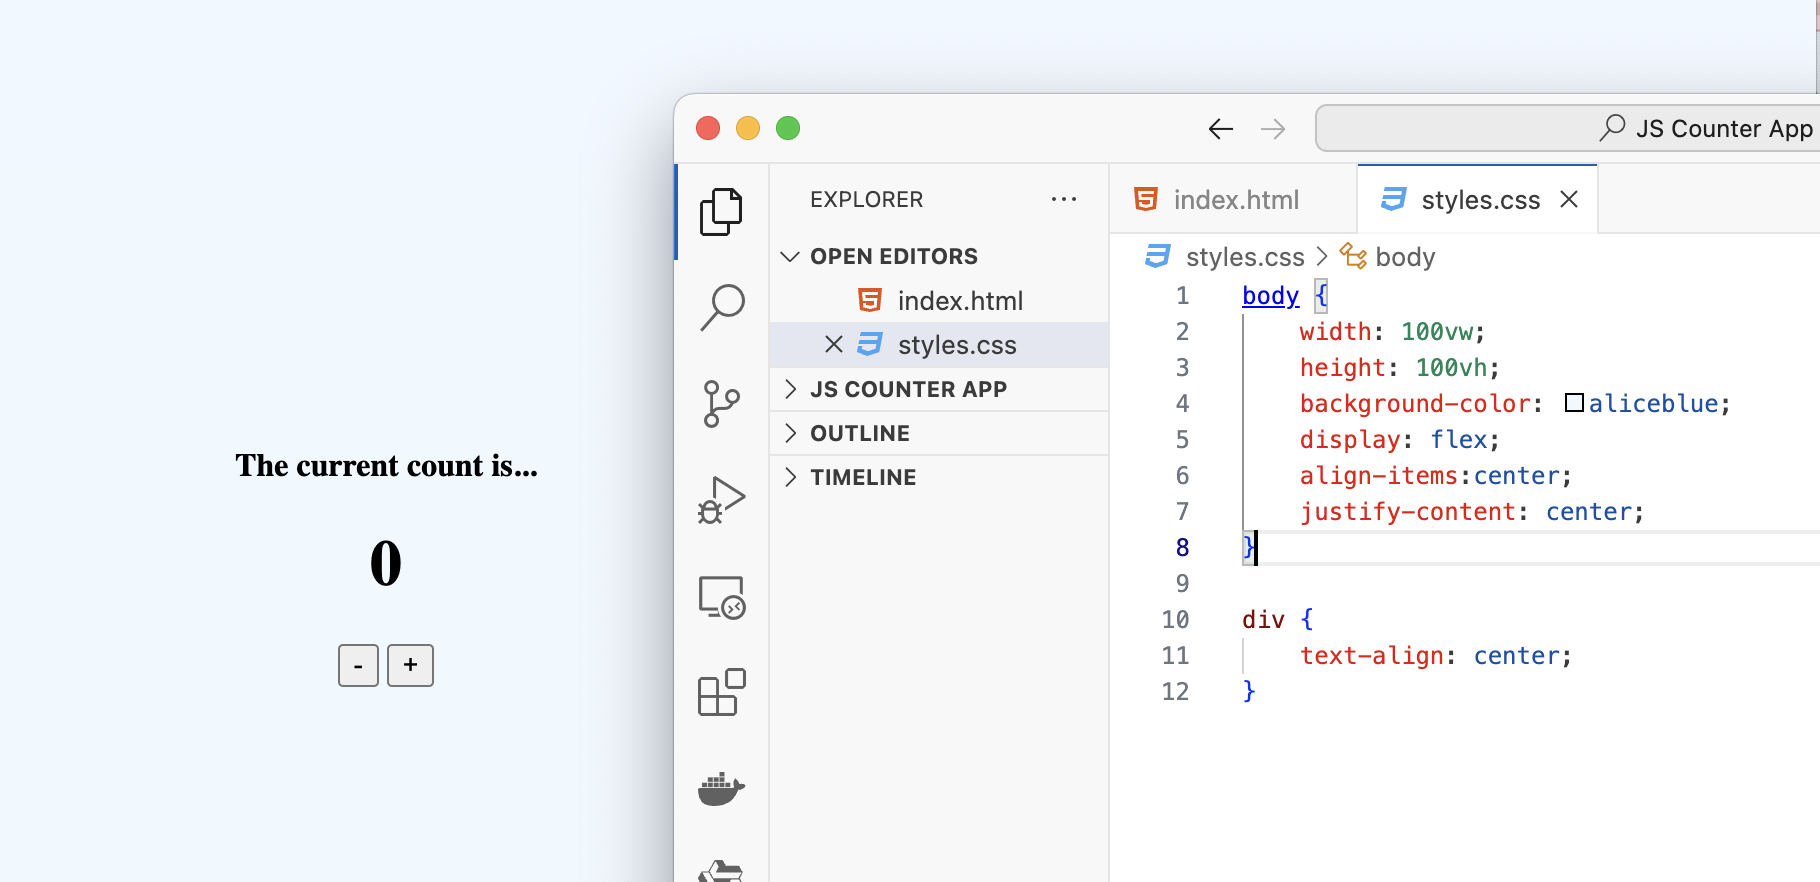 The current count is...
0
- +
JS Counter App
EXPLORER ...
OPEN EDITORS
index.html
styles.css
JS COUNTER APP
OUTLINE
TIMELINE
index.html styles.css
styles.css > body
1 body {
2 width: 100vw;
3 height: 100vh;
4 background-color: aliceblue;
5 display: flex;
6 align-items:center;
7 justify-content: center;
8 }
9
10 div {
11 text-align: center;
12 }